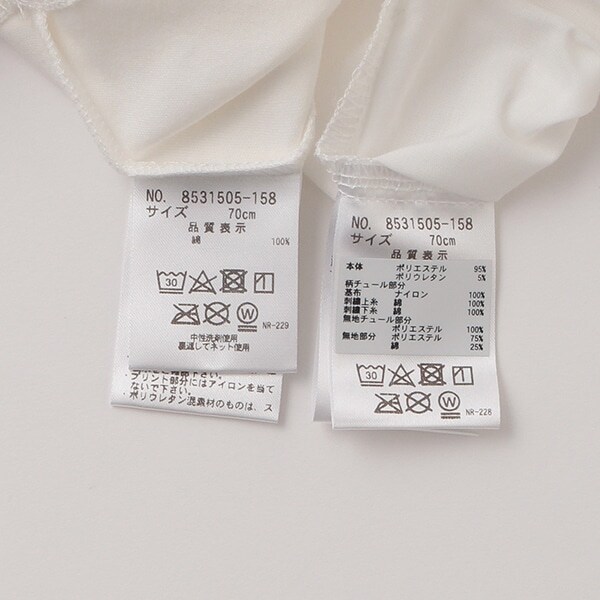 NO. 8531505-158
サイズ 70cm
品質表示
綿 100%
30
W
NR-229
中性洗剤使用
裏返してネット使用
プリント部分にはアイロンを当て
ないで下さい。
・ポリウレタン混素材のものは、ス
NO. 8531505-158
サイズ 70cm
品質表示
本体 ポリエステル 95%
ポリウレタン 5%
柄チュール部分
基布 ナイロン 100%
刺繍上糸 綿 100%
刺繍下糸 綿 100%
無地チュール部分
ポリエステル 100%
無地部分 ポリエステル 75%
綿 25%
30
W
NR-228